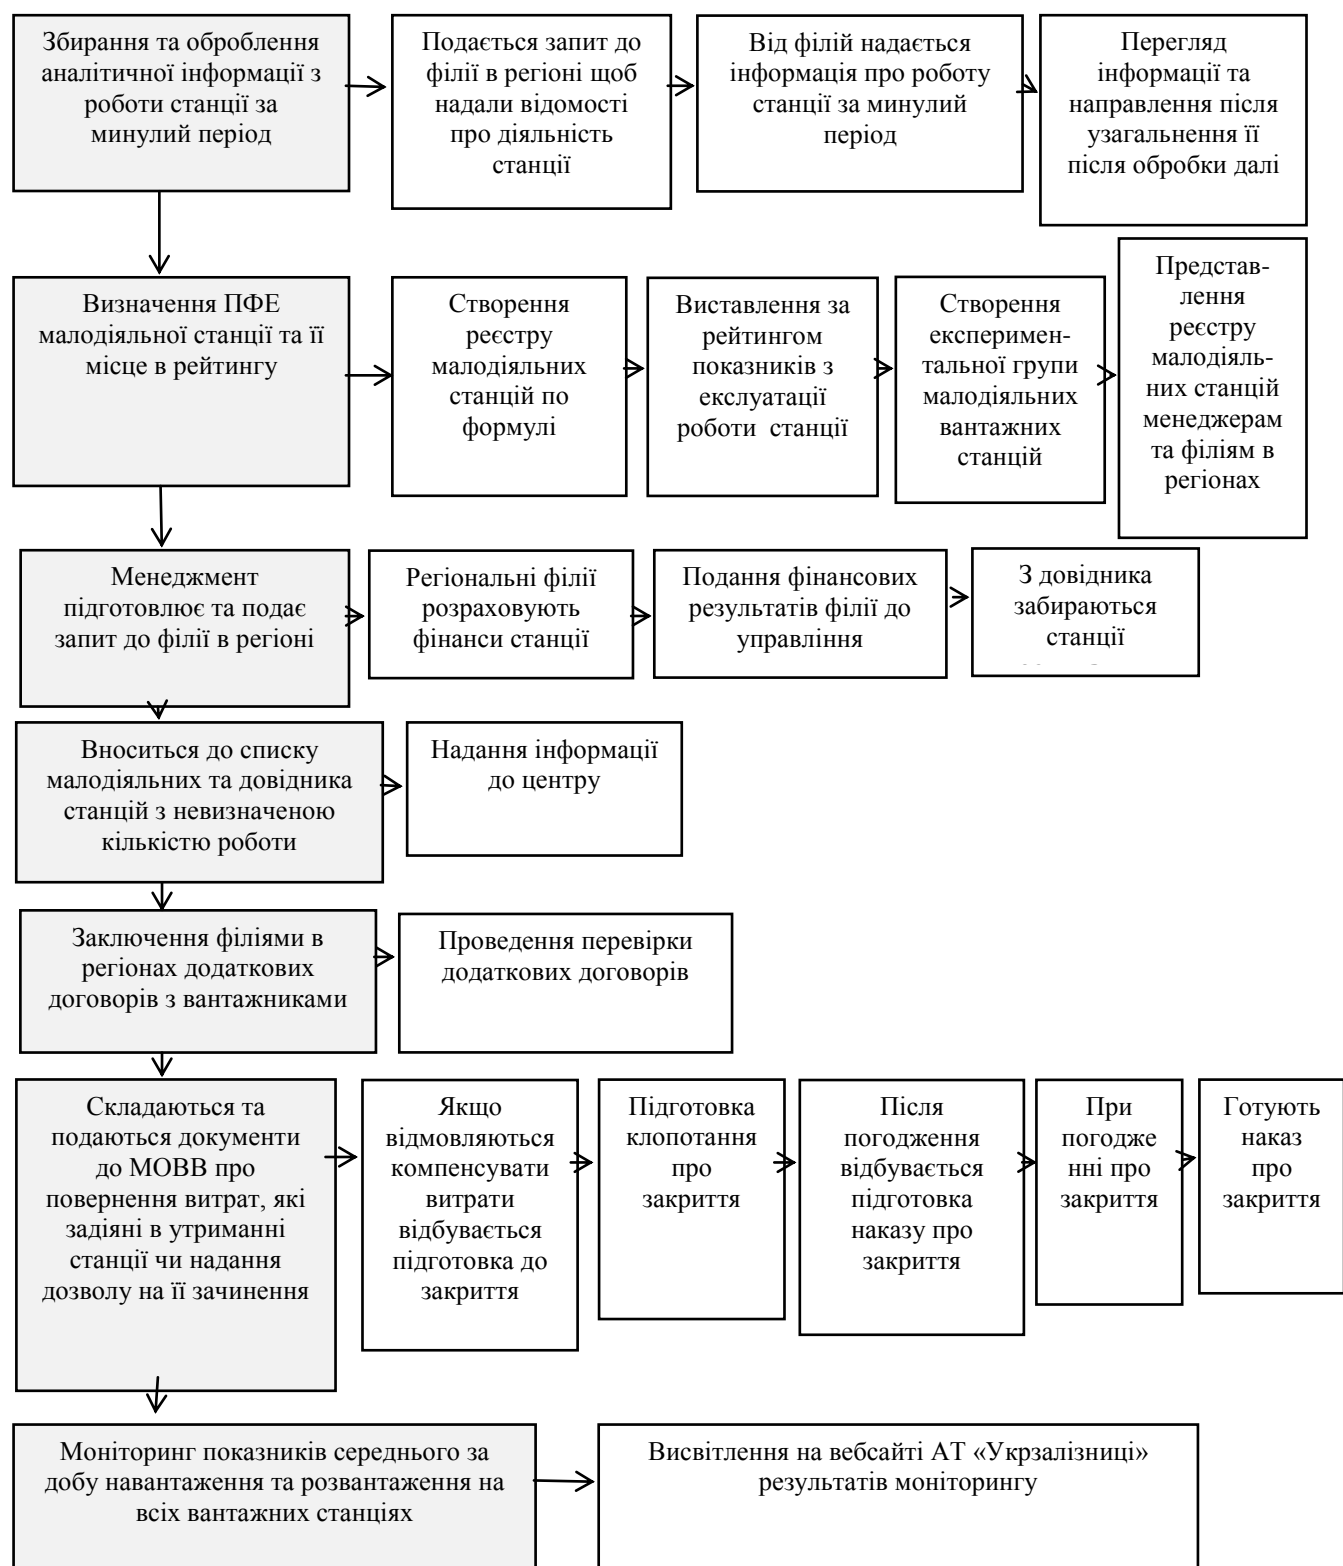 Збирання та оброблення
аналітичної інформації з
роботи станції за
минулий період
Подається запит до
філії в регіоні щоб
надали відомості
про діяльність
станції
Від філій надається
інформація про роботу
станції за минулий
період
Перегляд
інформації та
направлення після
узагальнення її
після обробки далі
Визначення ПФЕ
малодіяльної станції та її
місце в рейтингу
Створення
реєстру
малодіяльних
станцій по
формулі
Виставлення за
рейтингом
показників з
екслуатації
роботи станції
Створення
експеримен-
тальної групи
малодіяльних
вантажних
станцій
Представ-
лення
реєстру
малодіяль-
них станцій
менеджерам
та філіям в
регіонах
Менеджмент
підготовлює та подає
запит до філії в регіоні
Регіональні філії
розраховують
фінанси станції
Подання фінансових
результатів філії до
управління
З довідника
забираються
станції
Вноситься до списку
малодіяльних та довідника
станцій з невизначеною
кількістю роботи
Надання інформації
до центру
Заключення філіями в
регіонах додаткових
договорів з вантажниками
Проведення перевірки
додаткових договорів
Складаються та
подаються документи
до МОВВ про
повернення витрат, які
задіяні в утриманні
станції чи надання
дозволу на її зачинення
Якщо
відмовляються
компенсувати
витрати
відбувається
підготовка до
закриття
Підготовка
клопотання
про
закриття
Після
погодження
відбувається
підготовка
наказу про
закриття
При
погодже
нні про
закриття
Готують
наказ
про
закриття
Моніторинг показників середнього за
добу навантаження та розвантаження на
всіх вантажних станціях
Висвітлення на вебсайті АТ «Укрзалізниці»
результатів моніторингу